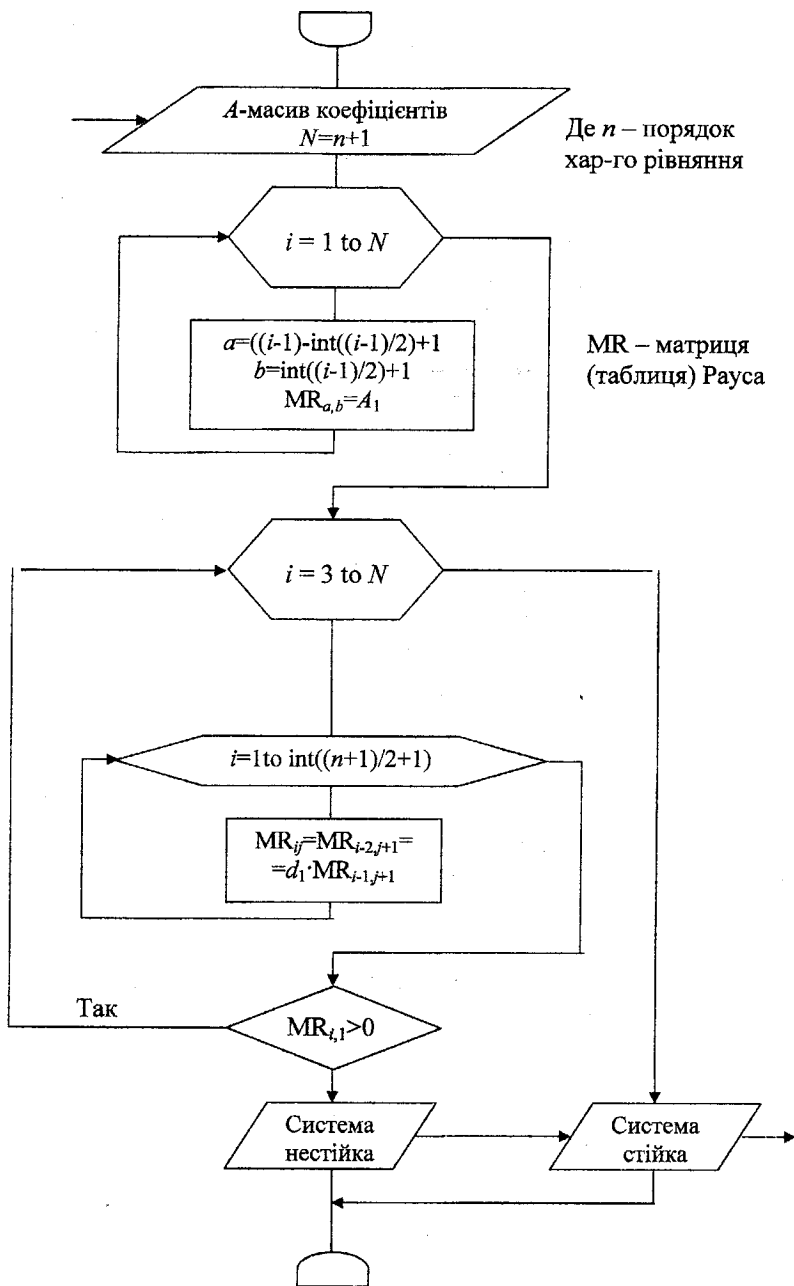 A-масив коефіцієнтів
N=n+1
Де n – порядок
хар-го рівняння
i = 1 to N
a=((i-1)-int((i-1)/2)+1
b=int((i-1)/2)+1
MRa,b=A1
MR – матриця
(таблиця) Рауса
i = 3 to N
i=1to int((n+1)/2+1)
MRij=MRi-2,j+1=
=d1·MRi-1,j+1
Так
MRi,1>0
Система
нестійка
Система
стійка